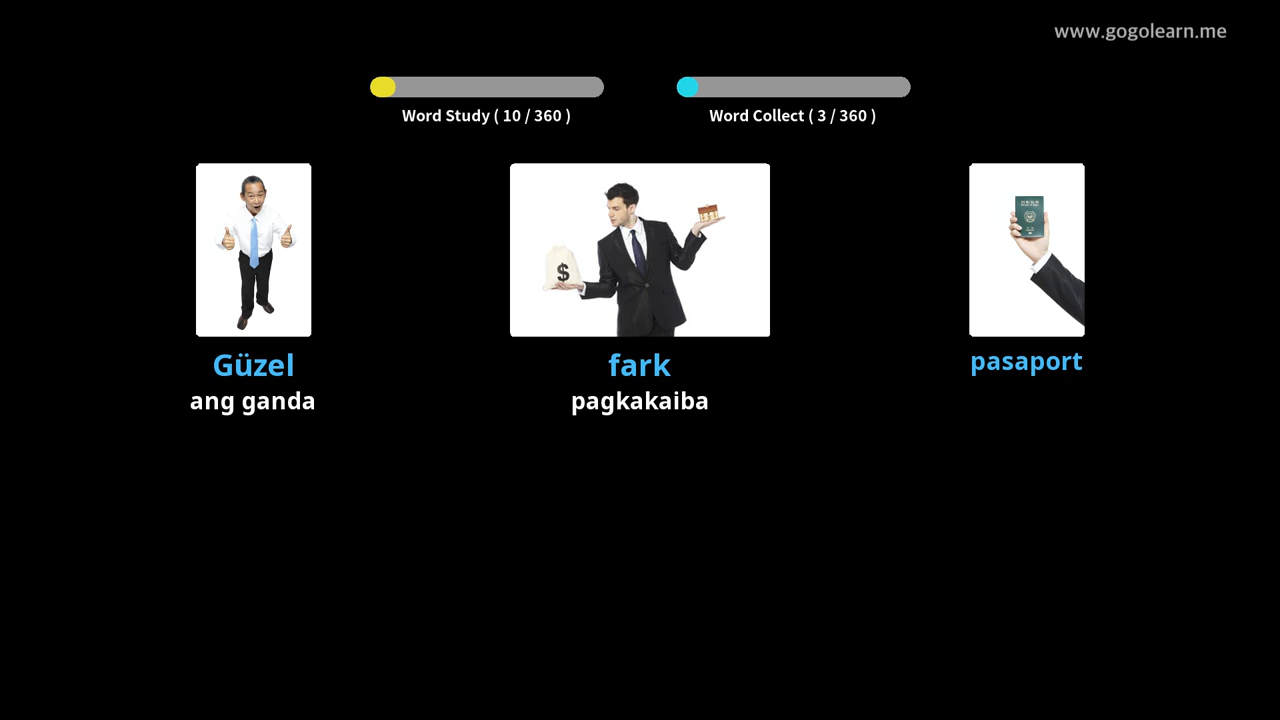 www.gogolearn.me
Word Study ( 10 / 360 )
Word Collect ( 3 / 360 )
Güzel
ang ganda
fark
pagkakaiba
pasaport
$